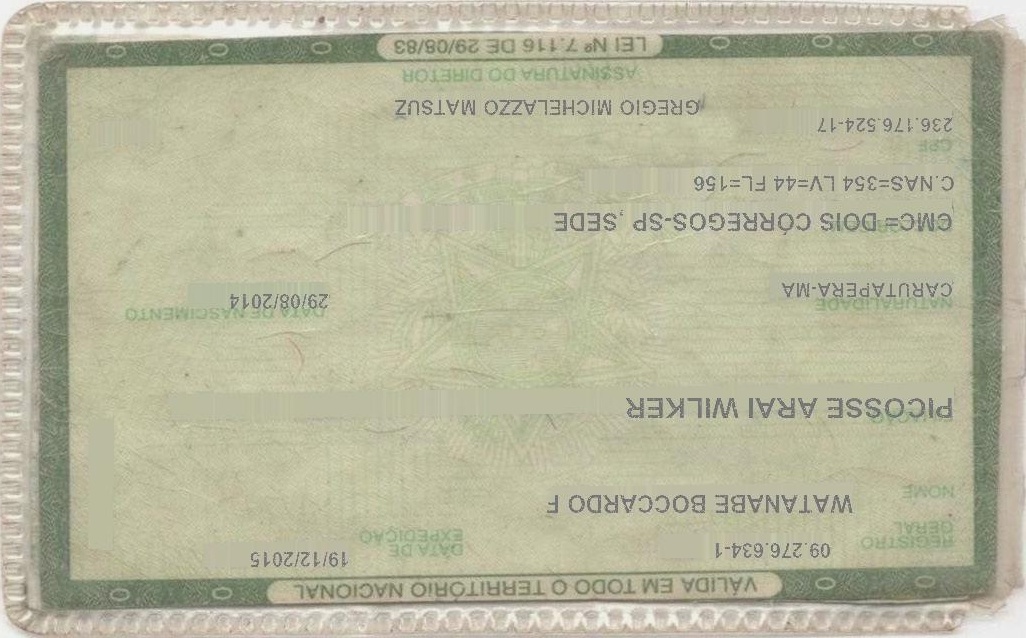 VÁLIDA EM TODO O TERRITÓRIO NACIONAL
REGISTRO GERAL 09.276.634-1 DATA DE EXPEDIÇÃO 19/12/2015
NOME WATANABE BOCCARDO F
FILIAÇÃO
PICOSSE ARAI WILKER
NATURALIDADE DATA DE NASCIMENTO
CARUTAPERA-MA 29/08/2014
CMC= DOIS CÓRREGOS-SP ,SEDE
C.NAS=354 LV=44 FL=156
CPF
236.176.524-17
GREGIO MICHELAZZO MATSUZ
ASSINATURA DO DIRETOR
LEI Nº 7.116 DE 29/08/83